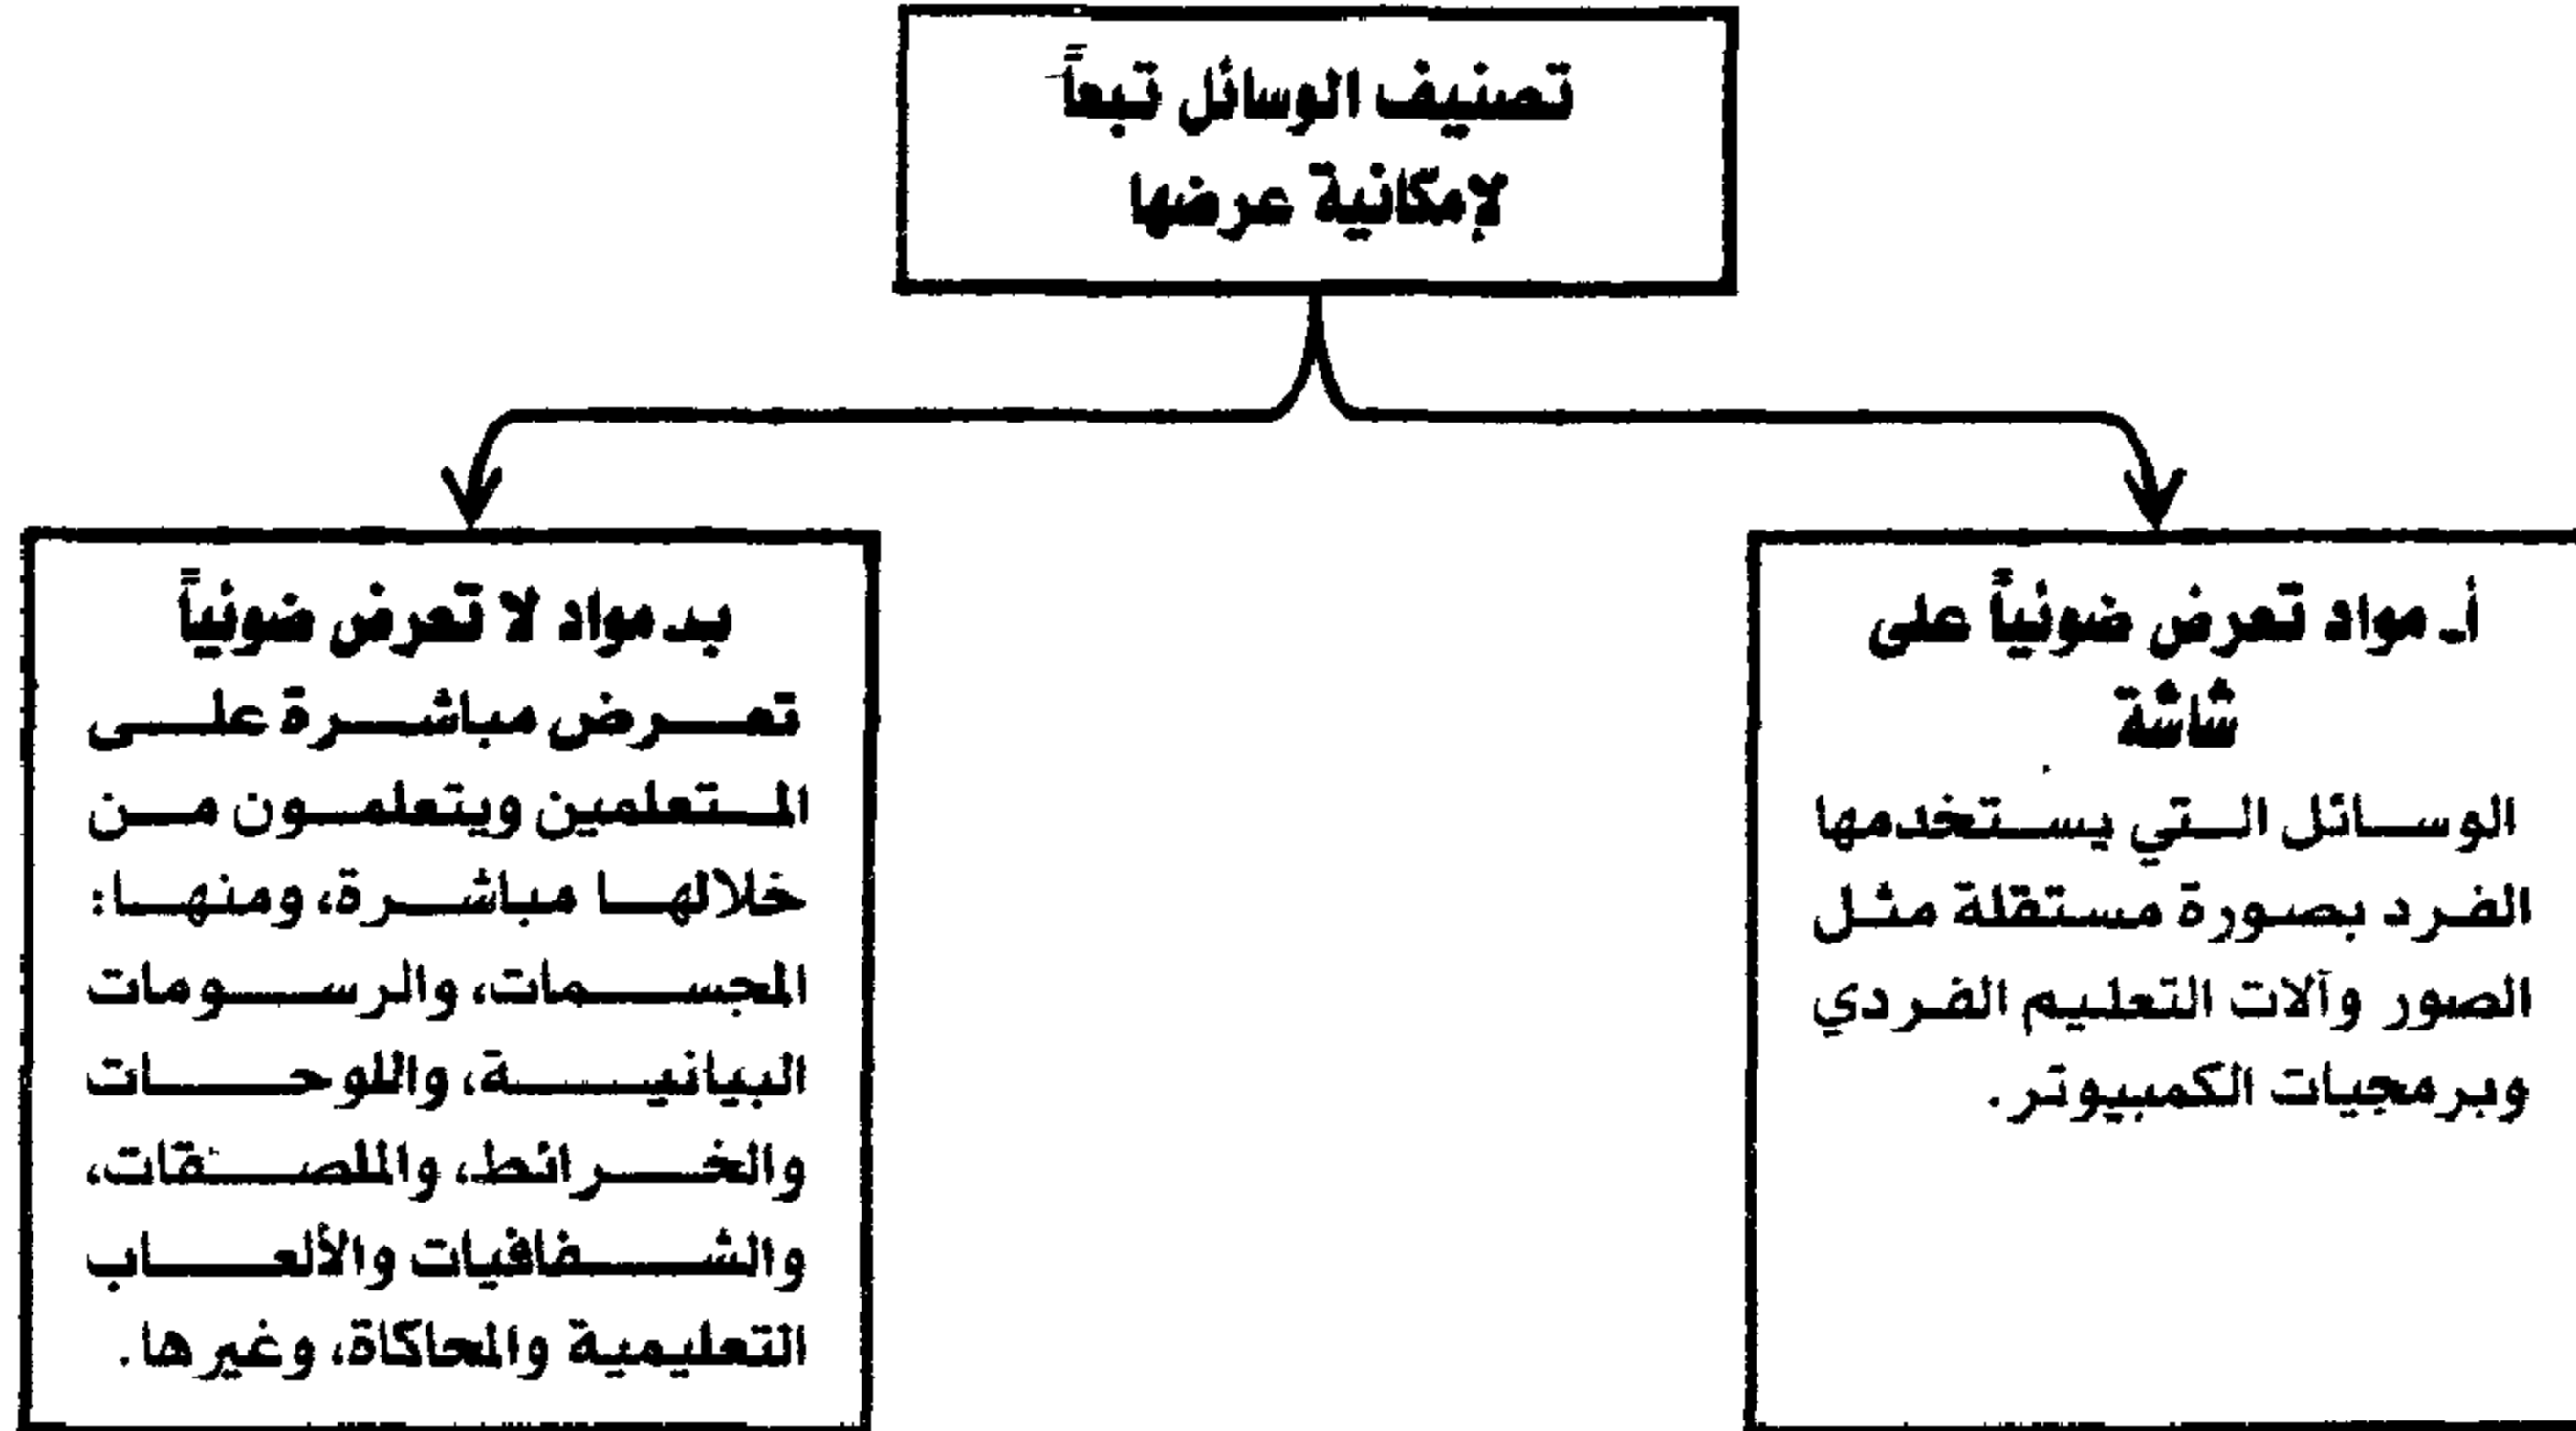 تصنيف الوسائل تبعاً
لإمكانية عرضها
أـ مواد تعرض ضوئياً على
شاشة
الوسائل التي يستخدمها
الفرد بصورة مستقلة مثل
الصور وآلات التعليم الفردي
وبرمجيات الكمبيوتر.
بـ مواد لا تعرض ضوئياً
تعرض مباشرة على
المتعلمين ويتعلمون من
خلالها مباشرة، ومنها:
المجسمات، والرسومات
البيانية، واللوحات
والخرائط، والملصقات،
والشفافيات والألعاب
التعليمية والمحاكاة، وغيرها.